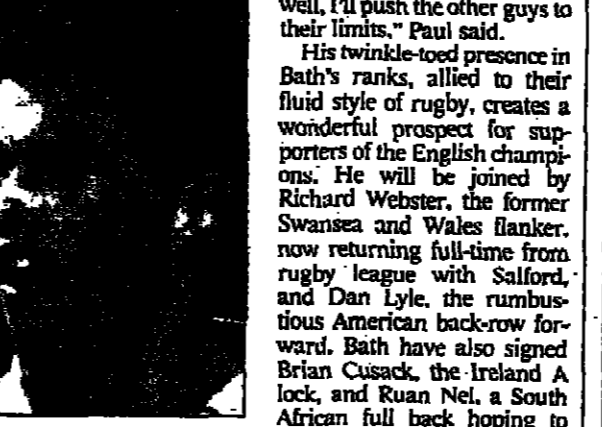 well, I'll push the other guys to
their limits," Paul said.
His twinkle-toed presence in
Bath's ranks, allied to their
fluid style of rugby, creates a
wonderful prospect for sup-
porters of the English champi-
ons. He will be joined by
Richard Webster, the former
Swansea and Wales flanker,
now returning full-time from
rugby league with Salford,
and Dan Lyle, the rumbus-
tious American back-row for-
ward. Bath have also signed
Brian Cusack, the Ireland A
lock, and Ruan Nel, a South
African full back hoping to